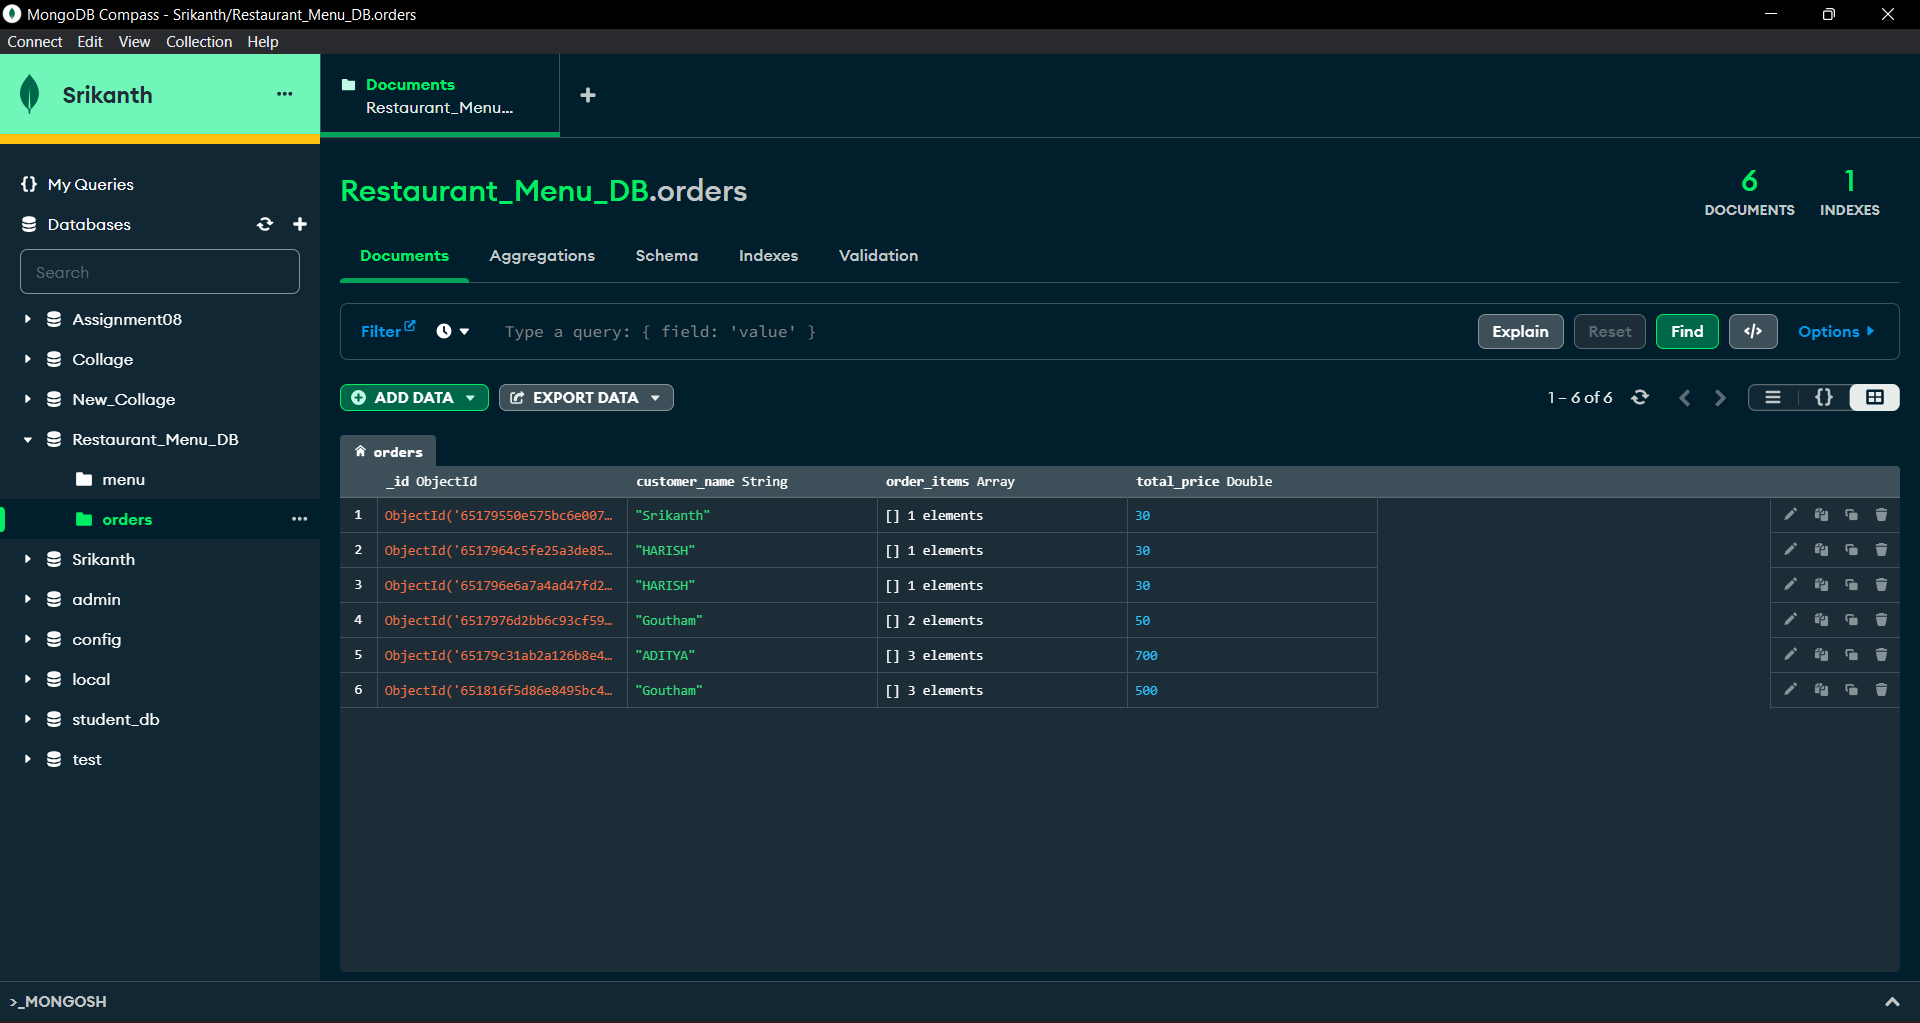 MongoDB Compass - Srikanth/Restaurant_Menu_DB.orders
Connect Edit View Collection Help
Srikanth
Documents
Restaurant_Menu...
{} My Queries
Databases
Search
Assignment08
Collage
New_Collage
Restaurant_Menu_DB
menu
orders
Srikanth
admin
config
local
student_db
test
Restaurant_Menu_DB.orders
6
DOCUMENTS
1
INDEXES
Documents Aggregations Schema Indexes Validation
Filter Type a query: { field: 'value' } Explain Reset Find </> Options
ADD DATA EXPORT DATA 1 – 6 of 6 {}
orders
_id ObjectId customer_name String order_items Array total_price Double
1 ObjectId('65179550e575bc6e007… "Srikanth" [] 1 elements 30
2 ObjectId('6517964c5fe25a3de85… "HARISH" [] 1 elements 30
3 ObjectId('651796e6a7a4ad47fd2… "HARISH" [] 1 elements 30
4 ObjectId('6517976d2bb6c93cf59… "Goutham" [] 2 elements 50
5 ObjectId('65179c31ab2a126b8e4… "ADITYA" [] 3 elements 700
6 ObjectId('651816f5d86e8495bc4… "Goutham" [] 3 elements 500
>_MONGOSH